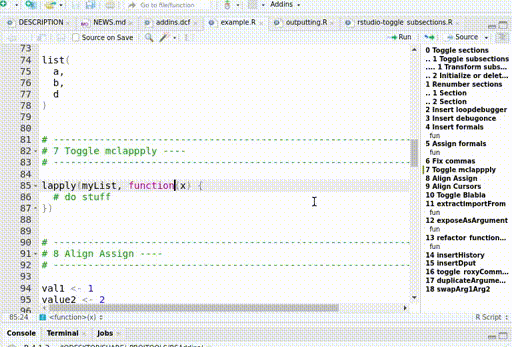 Go to file/function
Addins
DESCRIPTION
NEWS.md
addins.dcf
example.R
outputting.R
rstudio-toggle subsections.R
Source on Save
Run
Source
73
74 list(
75 a,
76 b,
77 d
78 )
79
80
81 # ----------------------------------------------------------
82 # 7 Toggle mclappply ----
83 # ----------------------------------------------------------
84
85 lapply(myList, function(x) {
86 # do stuff
87 })
88
89
90 # ----------------------------------------------------------
91 # 8 Align Assign ----
92 # ----------------------------------------------------------
93
94 val1 <- 1
95 value2 <- 2
96
0 Toggle sections
.. 1 Toggle subsections
.... 1 Transform subs...
.. 2 Initialize or delet...
1 Renumber sections
.. 1 Section
.. 2 Section
2 Insert loopdebugger
3 Insert debugonce
4 Insert formals
fun
5 Assign formals
fun
6 Fix commas
7 Toggle mclappply
8 Align Assign
9 Align Cursors
10 Toggle Blabla
11 extractImportFrom
12 exposeAsArgument
fun
13 refactor function...
fun
14 insertHistory
15 insertDput
16 toggle roxyComm...
17 duplicateArgume...
18 swapArg1Arg2
85:24
<function>(x)
R Script
Console
Terminal
Jobs